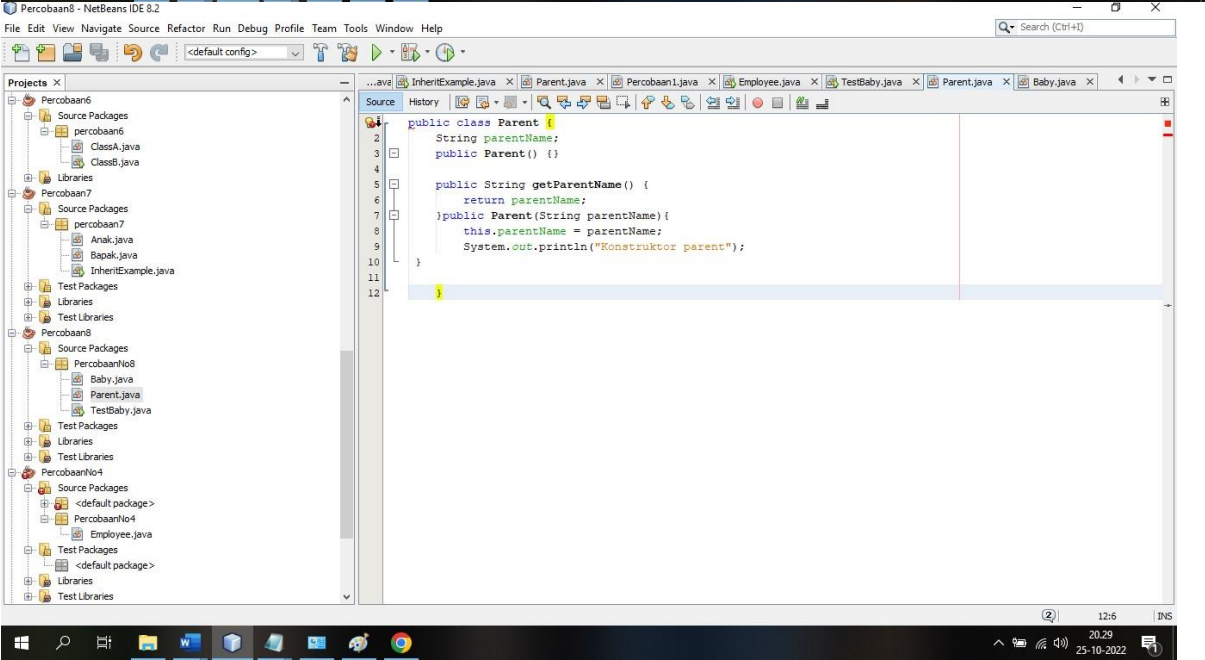 Percobaan8 - NetBeans IDE 8.2
File Edit View Navigate Source Refactor Run Debug Profile Team Tools Window Help
Search (Ctrl+I)
<default config>
Projects
...ava InheritExample.java Parent.java Percobaan1.java Employee.java TestBaby.java Parent.java Baby.java
Source History
Percobaan6
Source Packages
percobaan6
ClassA.java
ClassB.java
Libraries
Percobaan7
Source Packages
percobaan7
Anak.java
Bapak.java
InheritExample.java
Test Packages
Libraries
Test Libraries
Percobaan8
Source Packages
PercobaanNo8
Baby.java
Parent.java
TestBaby.java
Test Packages
Libraries
Test Libraries
PercobaanNo4
Source Packages
<default package>
PercobaanNo4
Employee.java
Test Packages
<default package>
Libraries
Test Libraries
public class Parent {
2 String parentName;
3 public Parent() {}
4
5 public String getParentName() {
6 return parentName;
7 }public Parent(String parentName){
8 this.parentName = parentName;
9 System.out.println("Konstruktor parent");
10 }
11
12 }
2 12:6 INS
20.29
25-10-2022
1